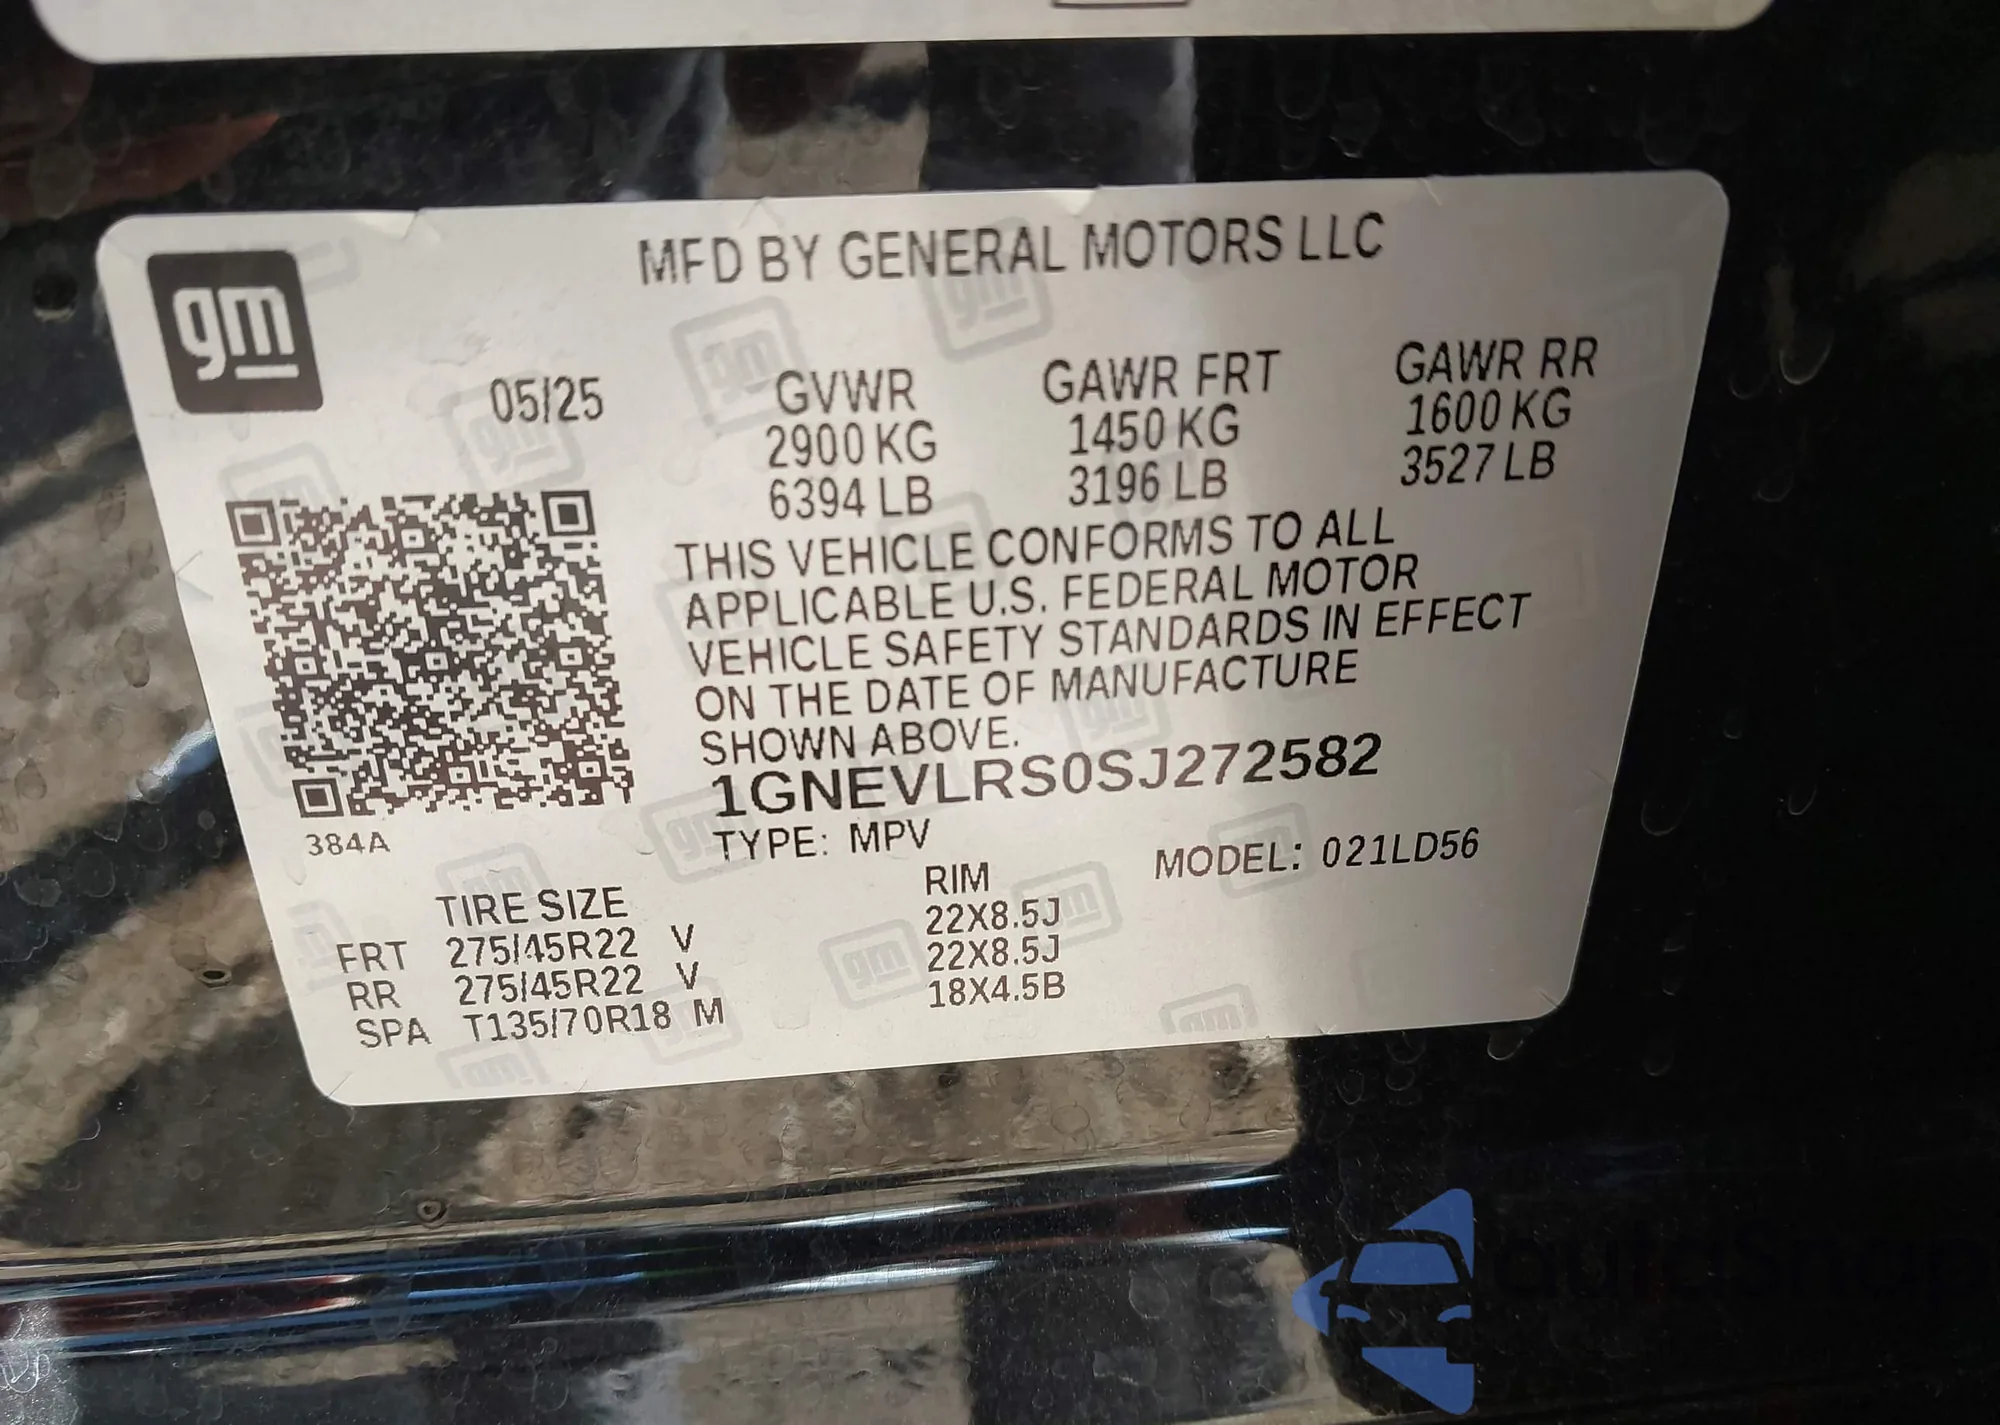 gm
MFD BY GENERAL MOTORS LLC
05/25
GVWR GAWR FRT GAWR RR
2900 KG 1450 KG 1600 KG
6394 LB 3196 LB 3527 LB
THIS VEHICLE CONFORMS TO ALL
APPLICABLE U.S. FEDERAL MOTOR
VEHICLE SAFETY STANDARDS IN EFFECT
ON THE DATE OF MANUFACTURE
SHOWN ABOVE.
1GNEVLRS0SJ272582
384A
TYPE: MPV MODEL: 021LD56
TIRE SIZE RIM
FRT 275/45R22 V 22X8.5J
RR 275/45R22 V 22X8.5J
SPA T135/70R18 M 18X4.5B